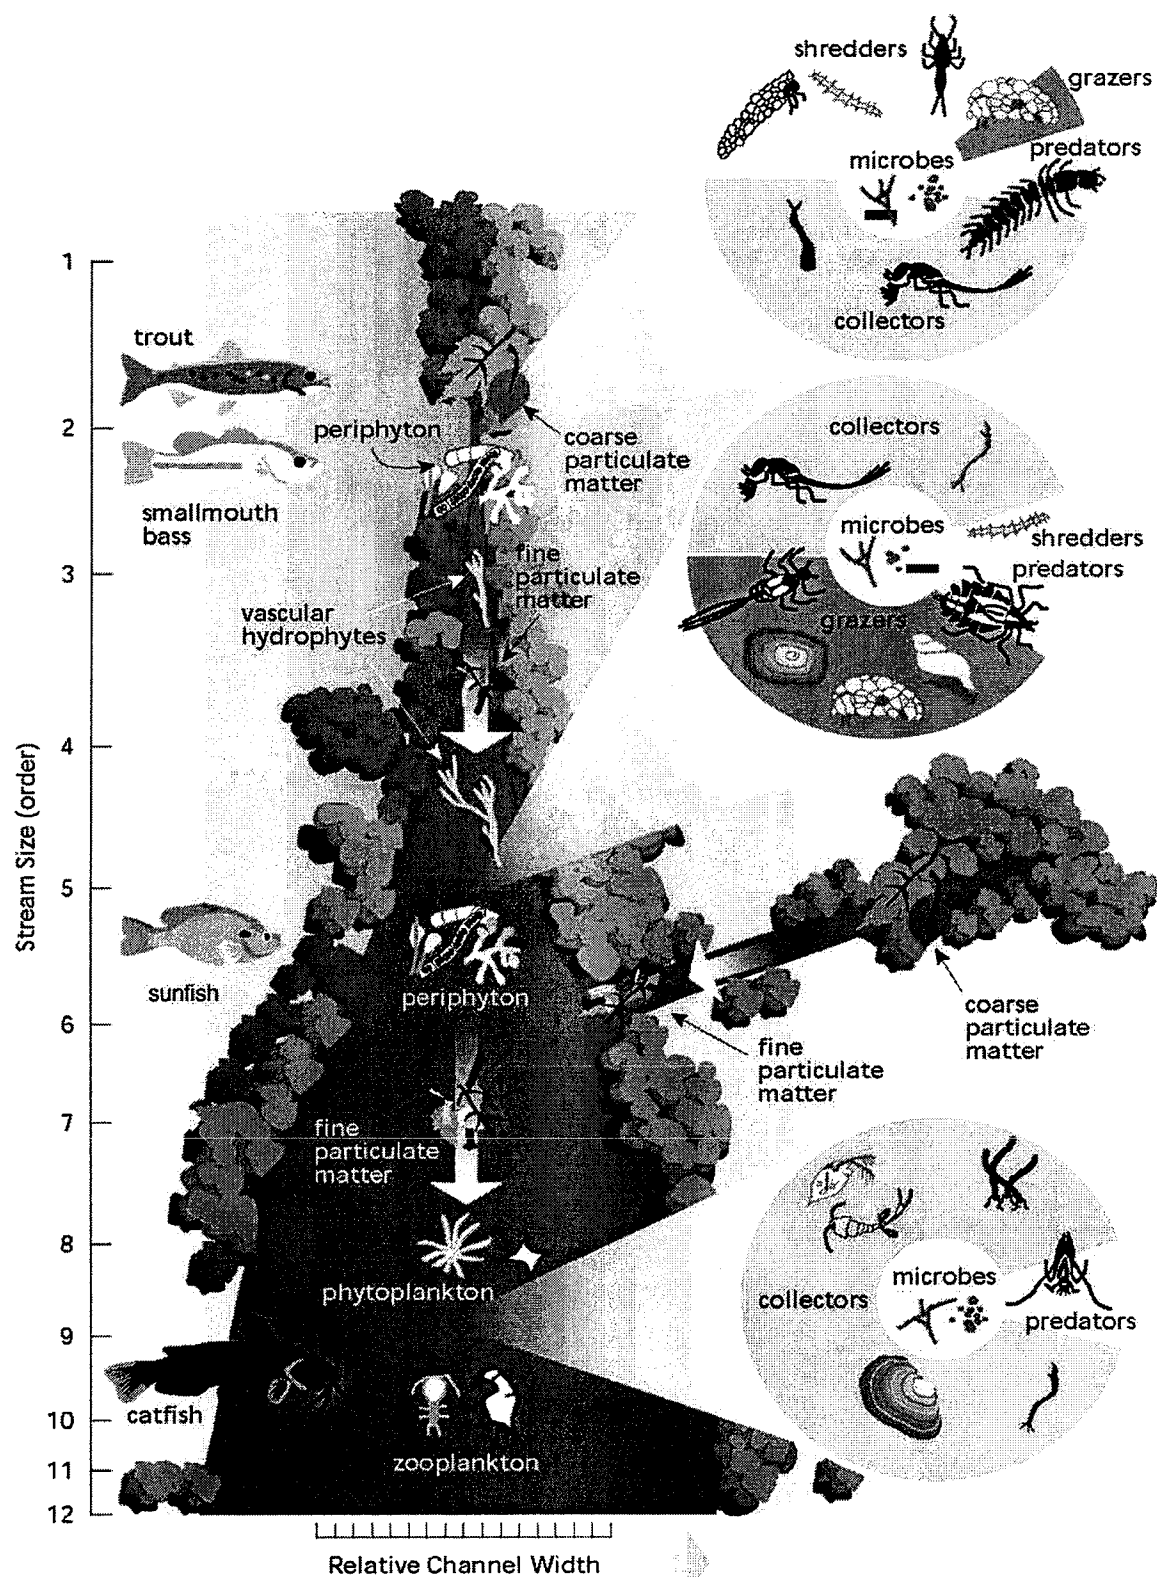 shredders
grazers
predators
microbes
collectors
1
trout
2
periphyton
coarse
particulate
matter
smallmouth
bass
collectors
microbes
shredders
predators
grazers
fine
particulate
matter
3
vascular
hydrophytes
4
Stream Size (order)
5
sunfish
periphyton
6
coarse
particulate
matter
fine
particulate
matter
7
fine
particulate
matter
8
phytoplankton
microbes
collectors
predators
9
catfish
10
zooplankton
11
12
Relative Channel Width